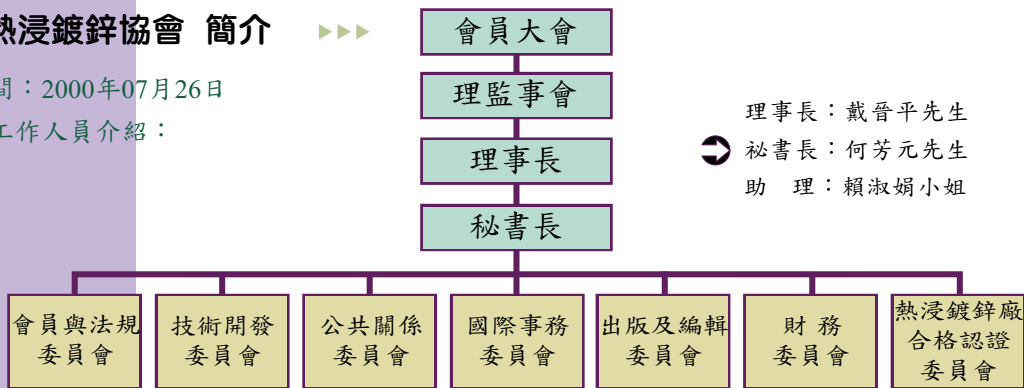 熱浸鍍鋅協會 簡介
間：2000年07月26日
工作人員介紹：
會員大會
理監事會
理事長
秘書長
理事長：戴晉平先生
祕書長：何芳元先生
助　理：賴淑娟小姐
會員與法規
委員會
技術開發
委員會
公共關係
委員會
國際事務
委員會
出版及編輯
委員會
財 務
委員會
熱浸鍍鋅廠
合格認證
委員會